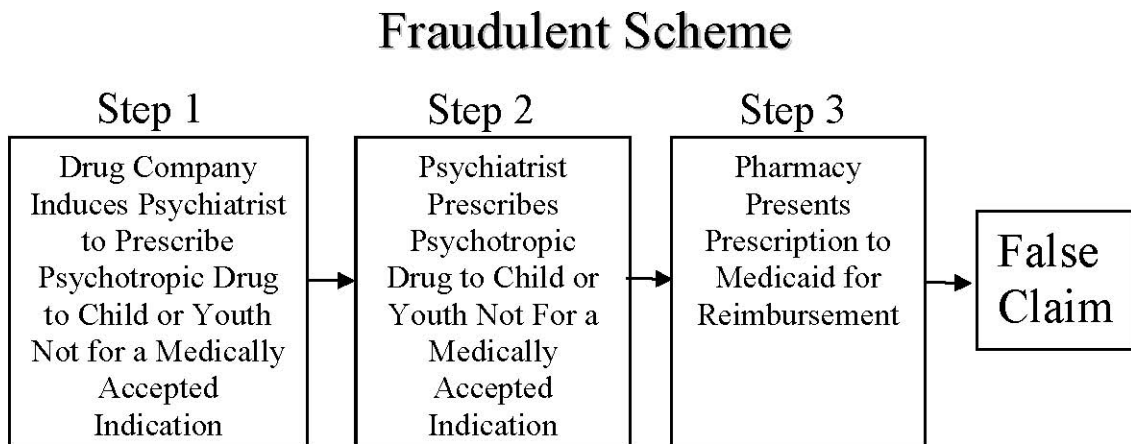 Fraudulent Scheme
Step 1
Drug Company
Induces Psychiatrist
to Prescribe
Psychotropic Drug
to Child or Youth
Not for a Medically
Accepted
Indication
Step 2
Psychiatrist
Prescribes
Psychotropic
Drug to Child or
Youth Not For a
Medically
Accepted
Indication
Step 3
Pharmacy
Presents
Prescription to
Medicaid for
Reimbursement
False
Claim